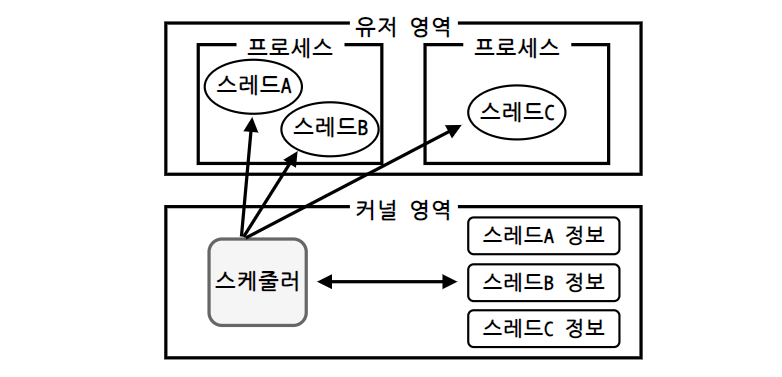 유저 영역
프로세스
프로세스
스레드A
스레드B
스레드C
커널 영역
스케줄러
스레드A 정보
스레드B 정보
스레드C 정보